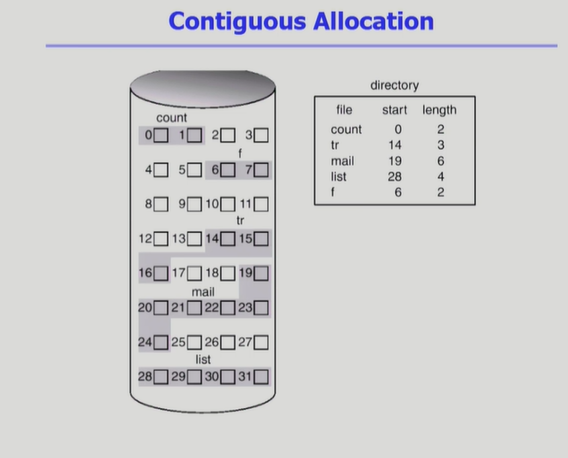 Contiguous Allocation
directory
file start length
count 0 2
tr 14 3
mail 19 6
list 28 4
f 6 2
count
0 1 2 3
f
4 5 6 7
8 9 10 11
tr
12 13 14 15
16 17 18 19
mail
20 21 22 23
24 25 26 27
list
28 29 30 31